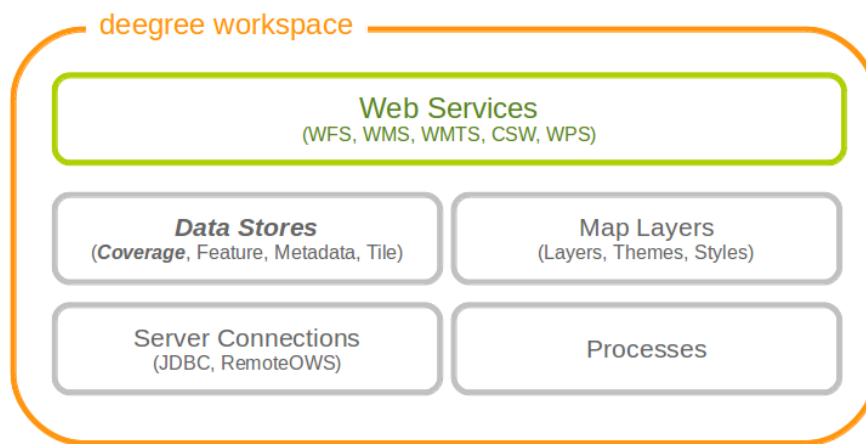 deegree workspace
Web Services
(WFS, WMS, WMTS, CSW, WPS)
Data Stores
(Coverage, Feature, Metadata, Tile)
Map Layers
(Layers, Themes, Styles)
Server Connections
(JDBC, RemoteOWS)
Processes